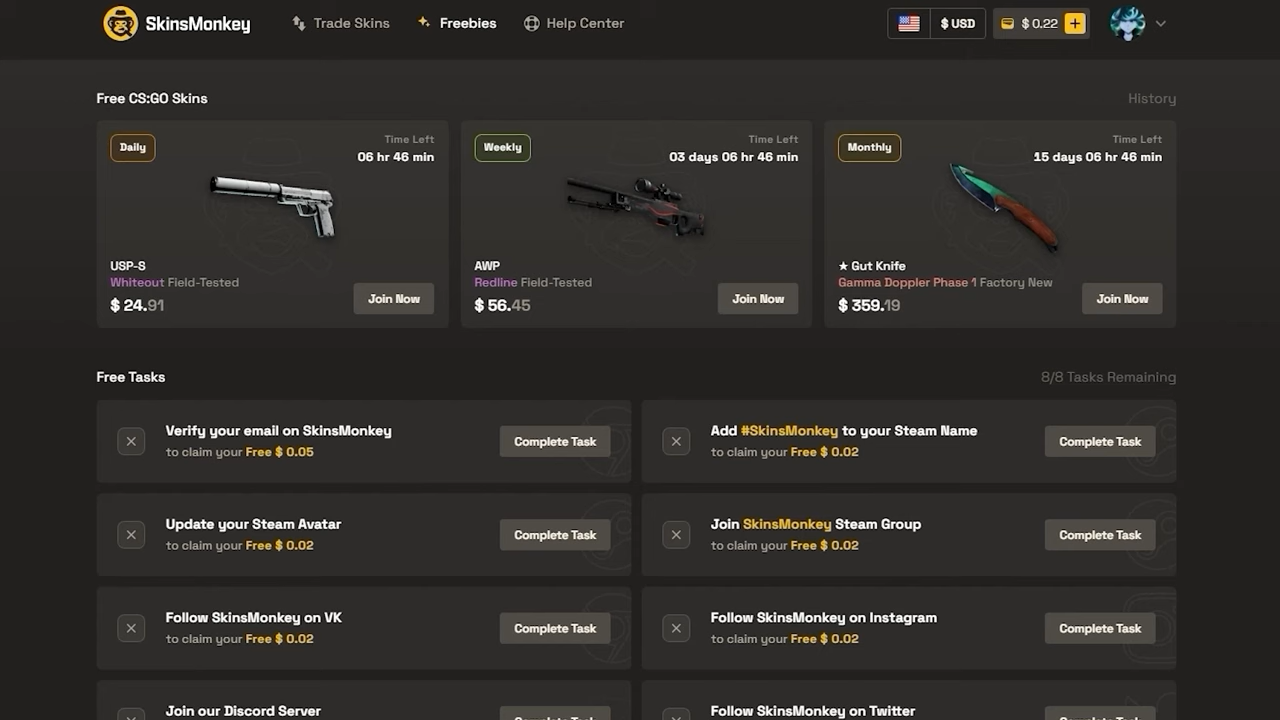 SkinsMonkey
Trade Skins
Freebies
Help Center
$ USD
$ 0.22
+
Free CS:GO Skins
History
Daily
Time Left
06 hr 46 min
USP-S
Whiteout Field-Tested
$ 24.91
Join Now
Weekly
Time Left
03 days 06 hr 46 min
AWP
Redline Field-Tested
$ 56.45
Join Now
Monthly
Time Left
15 days 06 hr 46 min
★ Gut Knife
Gamma Doppler Phase 1 Factory New
$ 359.19
Join Now
Free Tasks
8/8 Tasks Remaining
Verify your email on SkinsMonkey
to claim your Free $ 0.05
Complete Task
Add #SkinsMonkey to your Steam Name
to claim your Free $ 0.02
Complete Task
Update your Steam Avatar
to claim your Free $ 0.02
Complete Task
Join SkinsMonkey Steam Group
to claim your Free $ 0.02
Complete Task
Follow SkinsMonkey on VK
to claim your Free $ 0.02
Complete Task
Follow SkinsMonkey on Instagram
to claim your Free $ 0.02
Complete Task
Join our Discord Server
Complete Task
Follow SkinsMonkey on Twitter
Complete Task